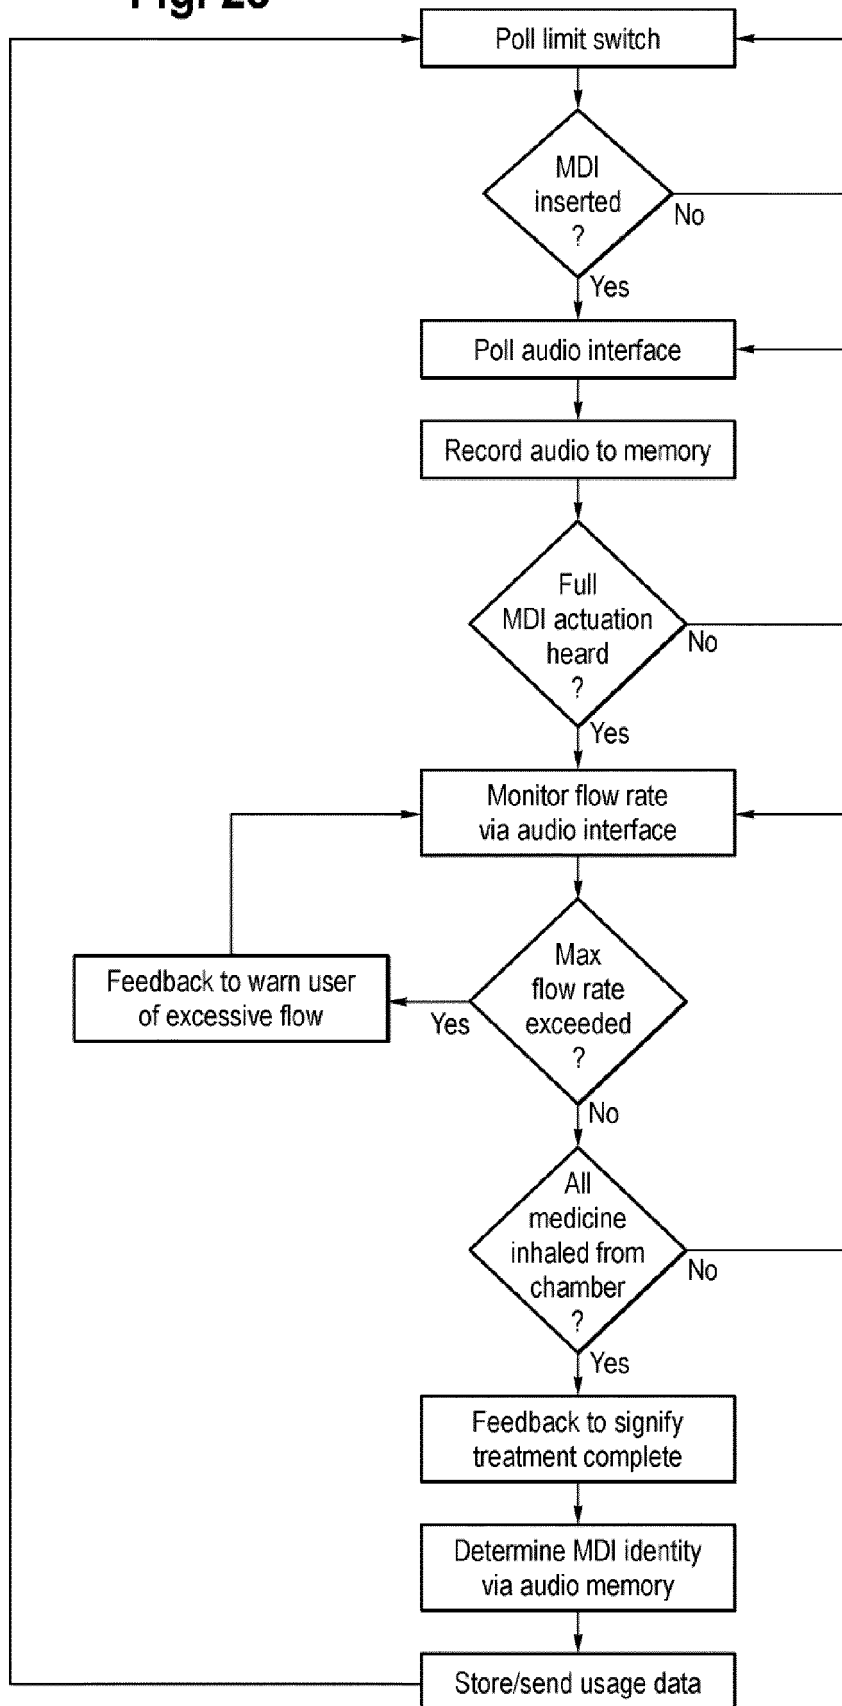 Poll limit switch
MDI
inserted
?
No
Yes
Poll audio interface
Record audio to memory
Full
MDI actuation
heard
?
No
Yes
Monitor flow rate
via audio interface
Feedback to warn user
of excessive flow
Yes
Max
flow rate
exceeded
?
No
All
medicine
inhaled from
chamber
?
No
Yes
Feedback to signify
treatment complete
Determine MDI identity
via audio memory
Store/send usage data